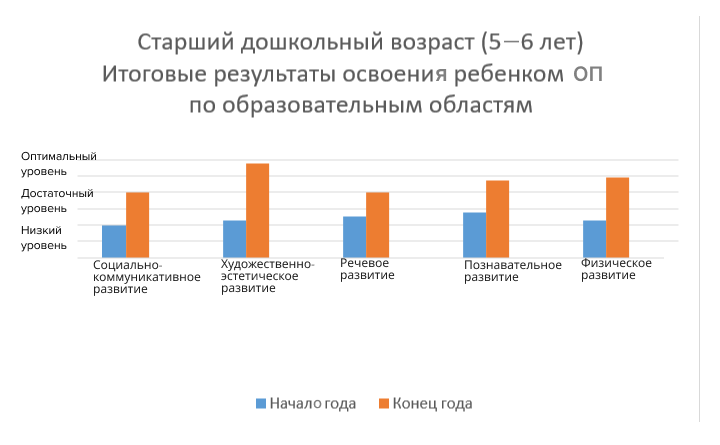 Старший дошкольный возраст (5–6 лет)
Итоговые результаты освоения ребенком ОП
по образовательным областям
Оптимальный
уровень
Достаточный
уровень
Низкий
уровень
Социально-
коммуникативное
развитие
Художественно-
эстетическое
развитие
Речевое
развитие
Познавательное
развитие
Физическое
развитие
Начало года
Конец года